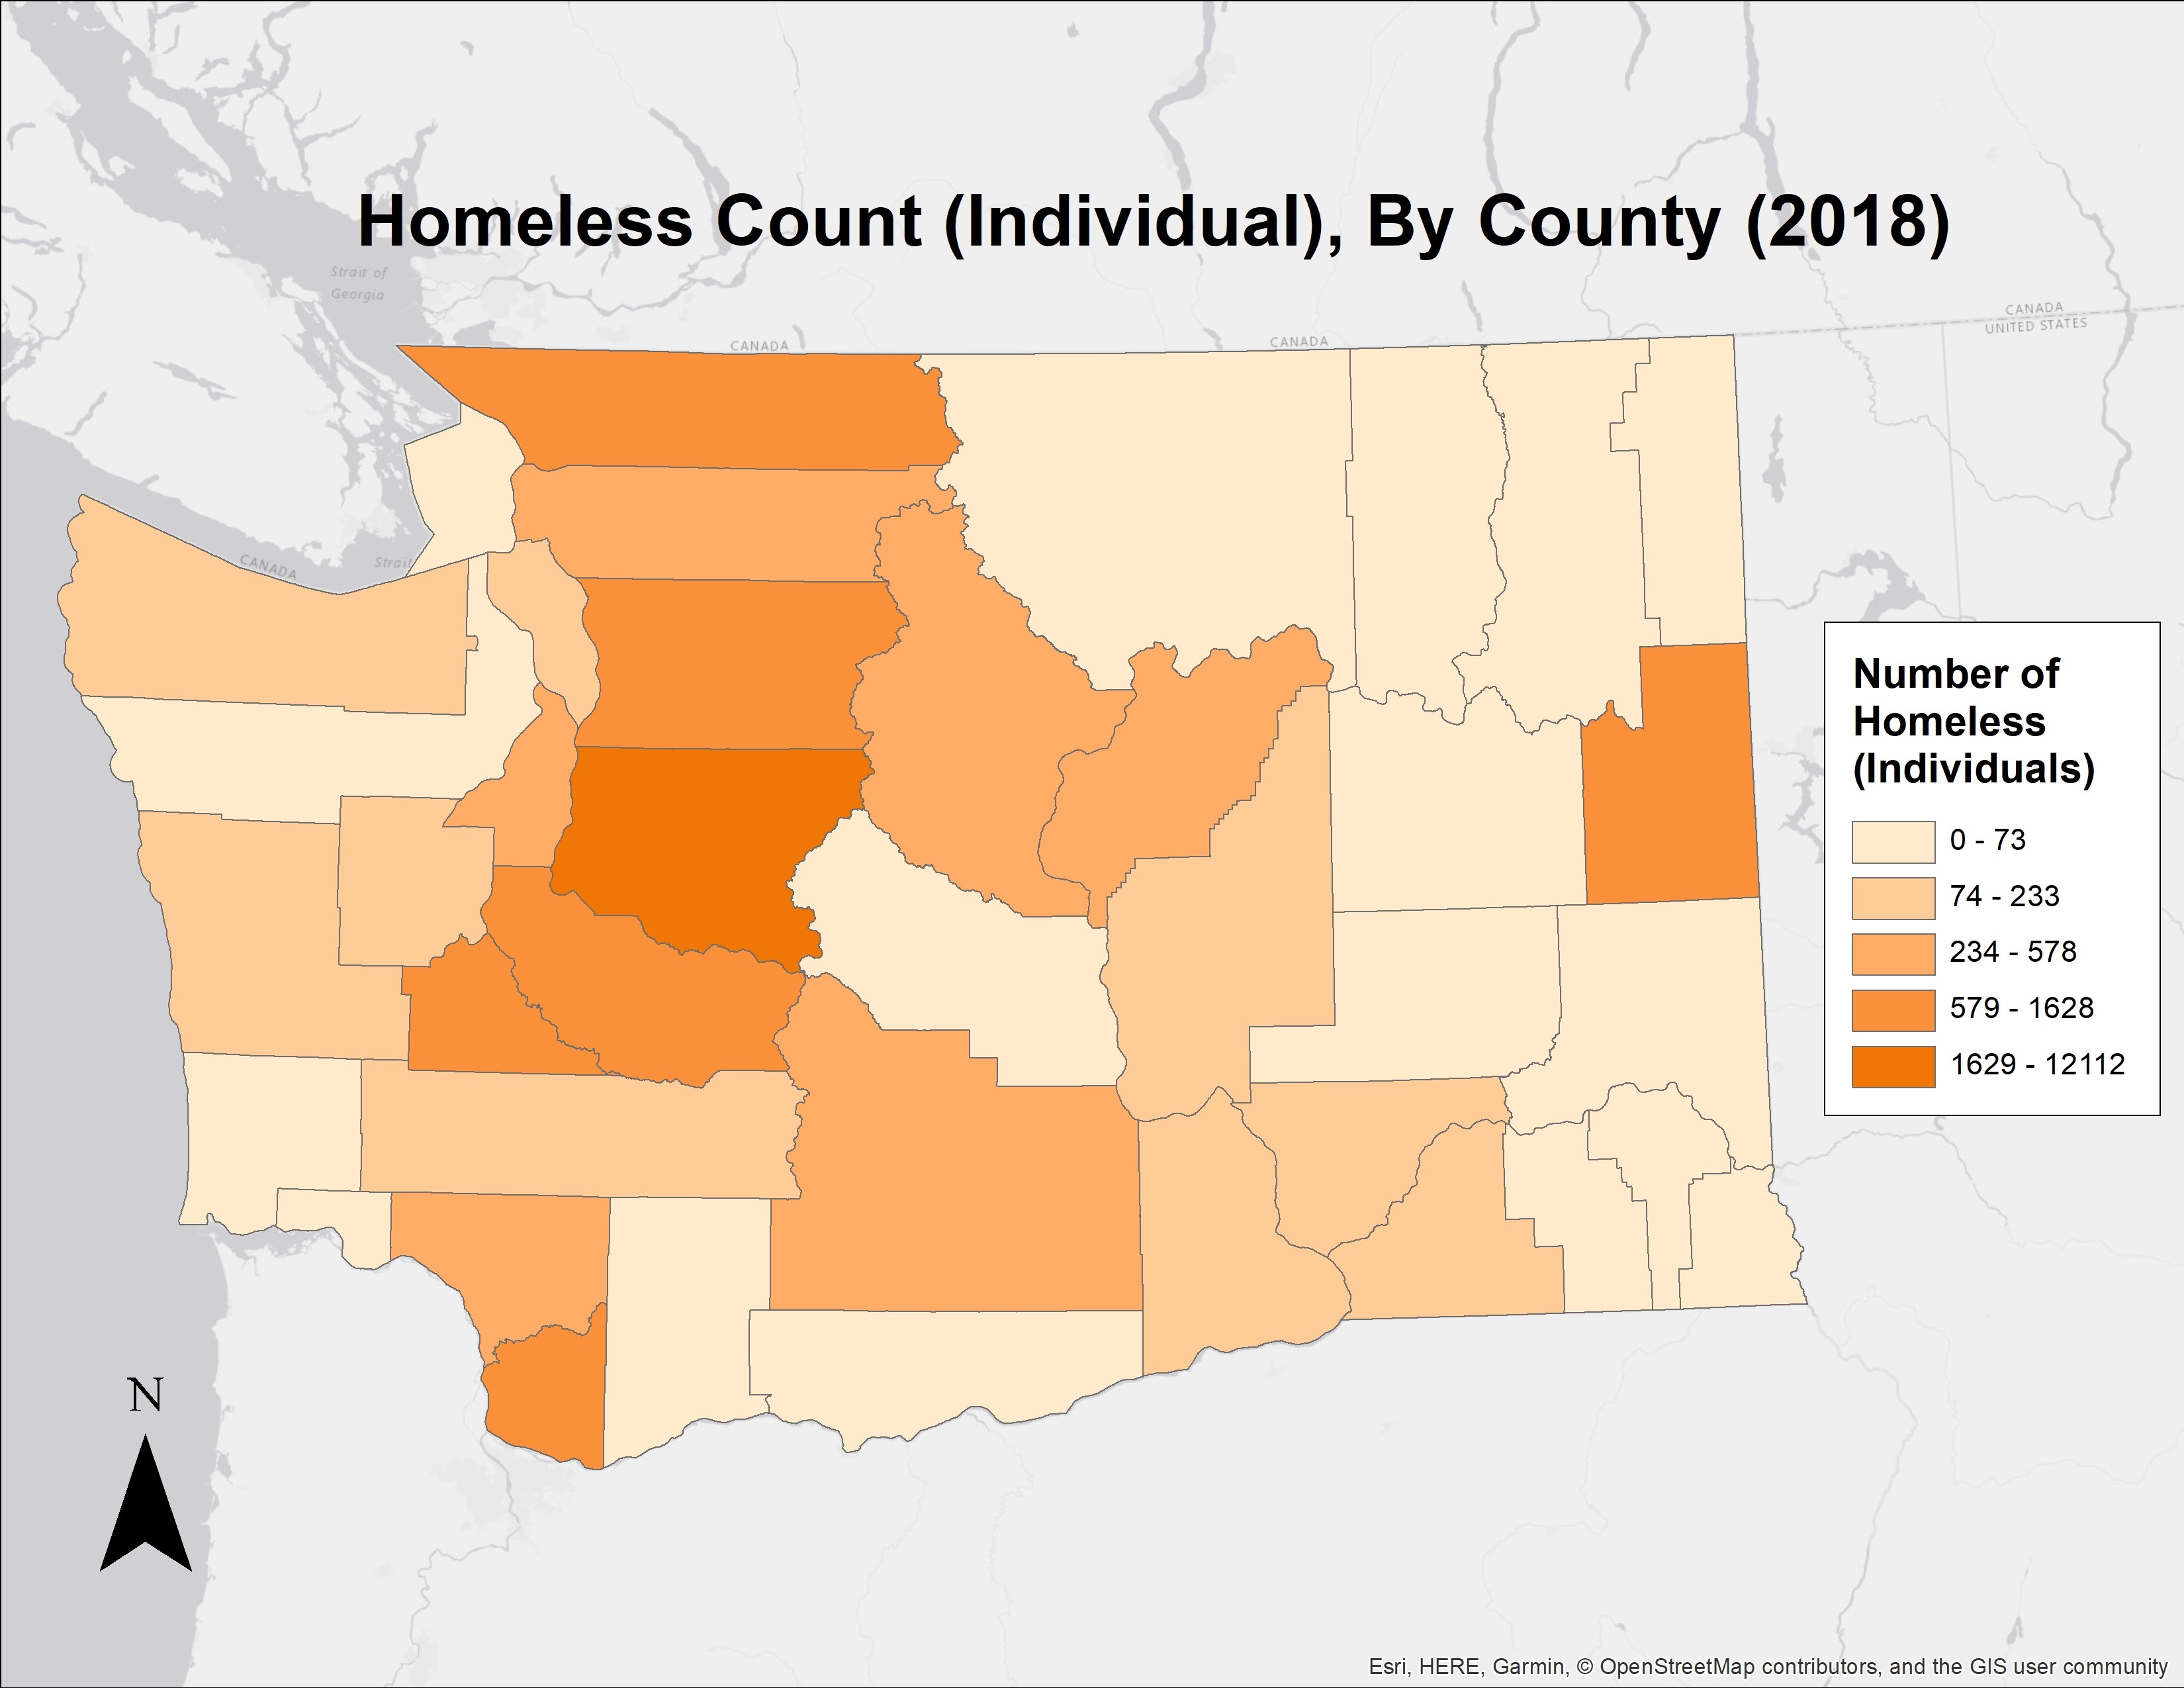 Homeless Count (Individual), By County (2018)
Strait of
Georgia
CANADA
CANADA
CANADA
UNITED STATES
CANADA
Strait
Number of
Homeless
(Individuals)
0 - 73
74 - 233
234 - 578
579 - 1628
1629 - 12112
N
Esri, HERE, Garmin, © OpenStreetMap contributors, and the GIS user community